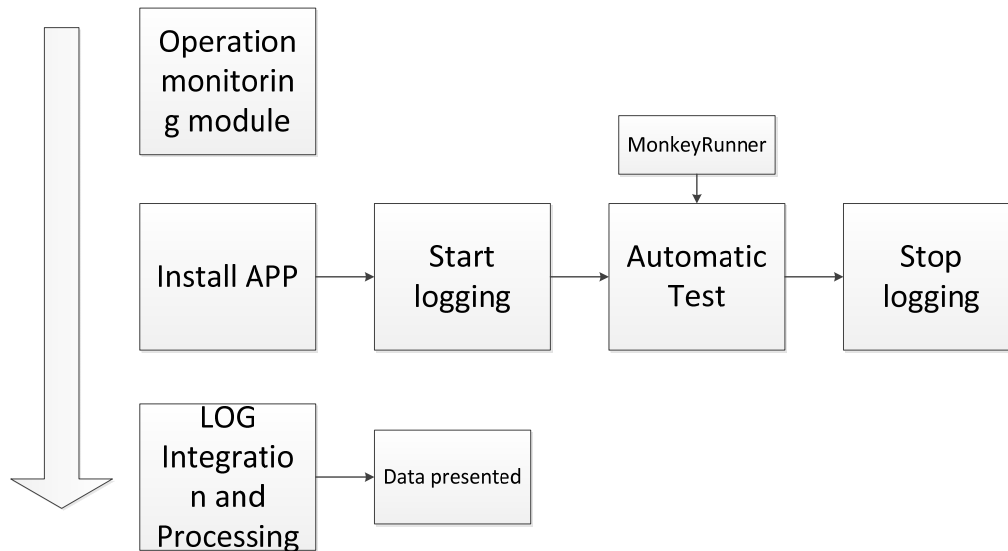 Operation
monitorin
g module
MonkeyRunner
Install APP
Start
logging
Automatic
Test
Stop
logging
LOG
Integratio
n and
Processing
Data presented